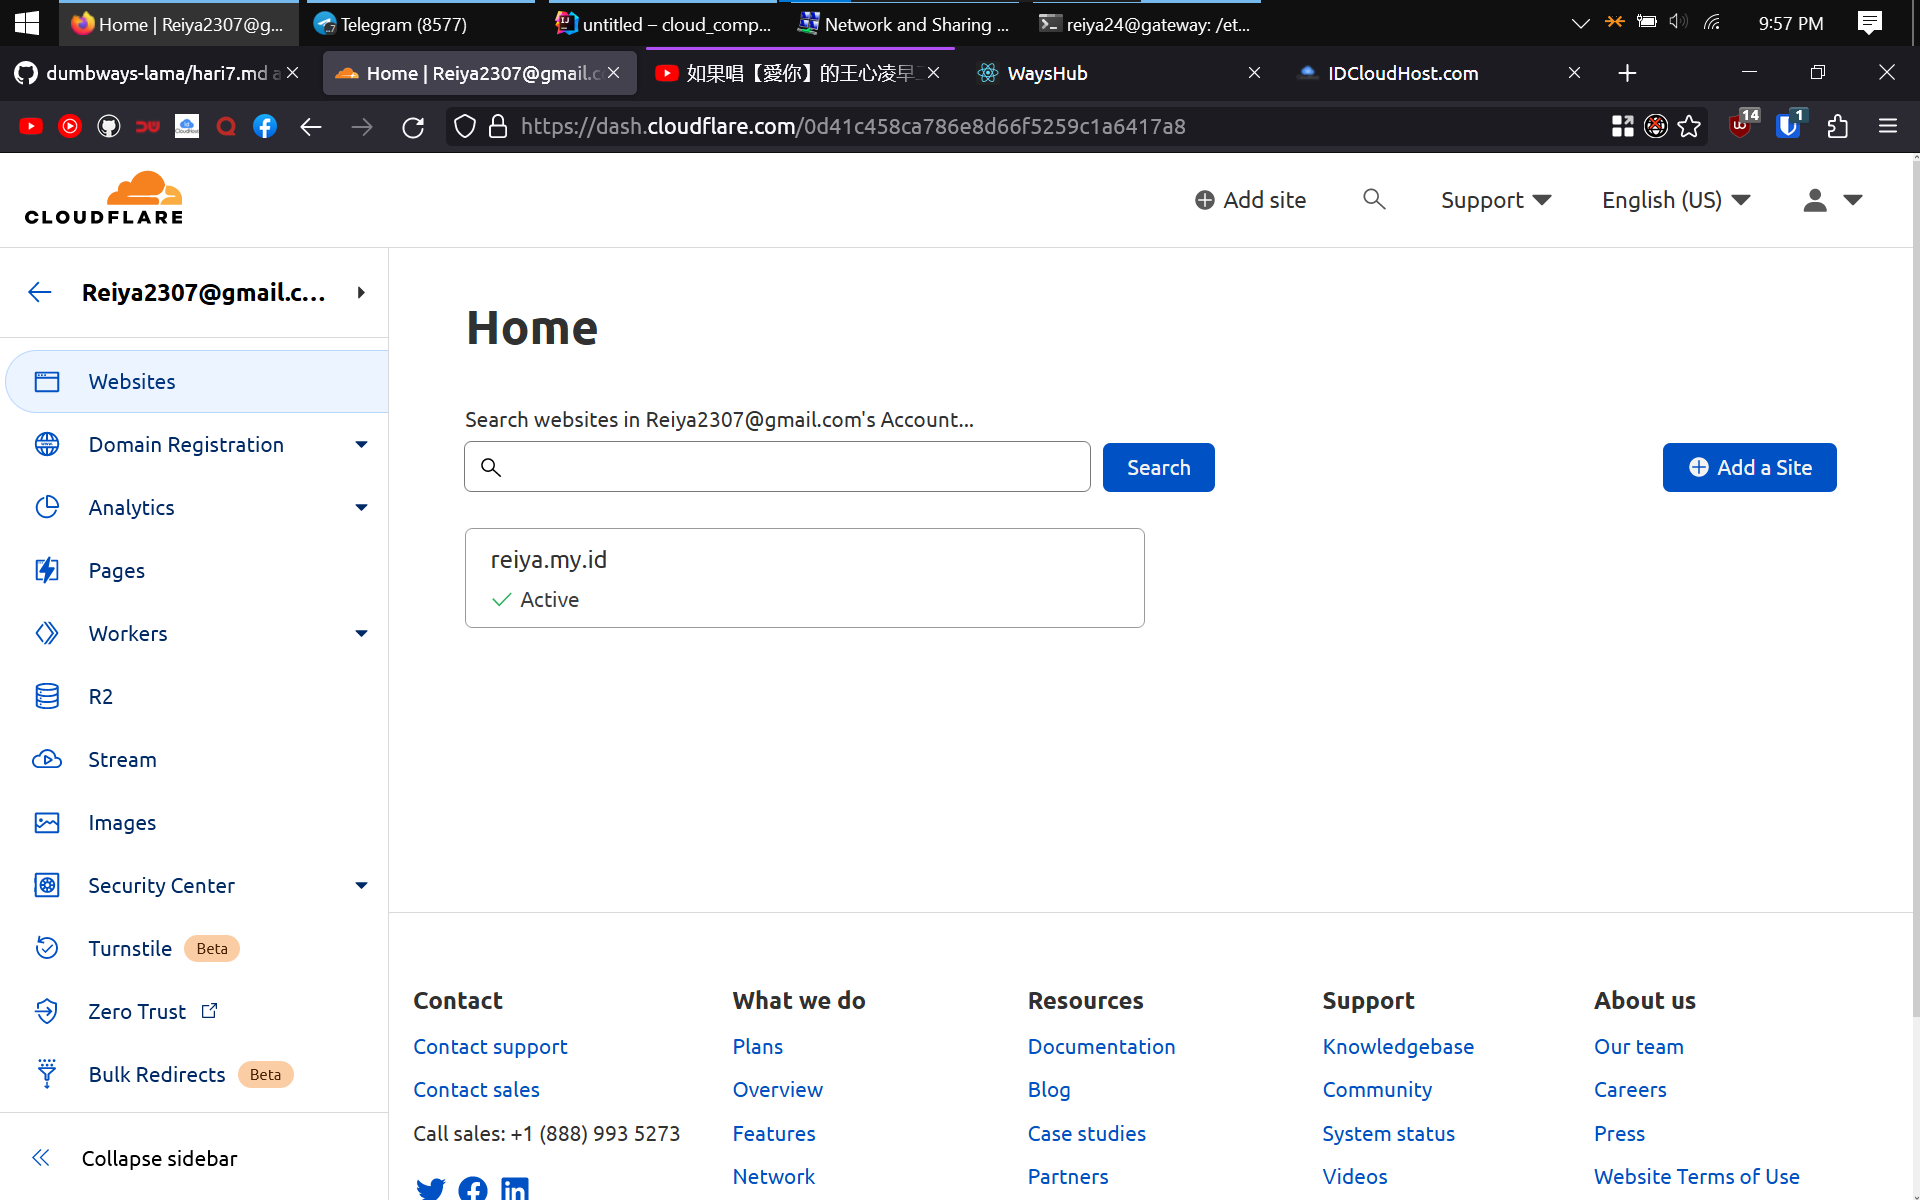 Home | Reiya2307@g...
Telegram (8577)
untitled – cloud_comp...
Network and Sharing ...
reiya24@gateway: /et...
9:57 PM
dumbways-lama/hari7.md a
Home | Reiya2307@gmail.c
如果唱【愛你】的王心凌早
WaysHub
IDCloudHost.com
https://dash.cloudflare.com/0d41c458ca786e8d66f5259c1a6417a8
14
1
CLOUDFLARE
Add site
Support
English (US)
Reiya2307@gmail.c...
Websites
Domain Registration
Analytics
Pages
Workers
R2
Stream
Images
Security Center
Turnstile Beta
Zero Trust
Bulk Redirects Beta
Collapse sidebar
Home
Search websites in Reiya2307@gmail.com's Account...
Search
Add a Site
reiya.my.id
Active
Contact
Contact support
Contact sales
Call sales: +1 (888) 993 5273
What we do
Plans
Overview
Features
Network
Resources
Documentation
Blog
Case studies
Partners
Support
Knowledgebase
Community
System status
Videos
About us
Our team
Careers
Press
Website Terms of Use